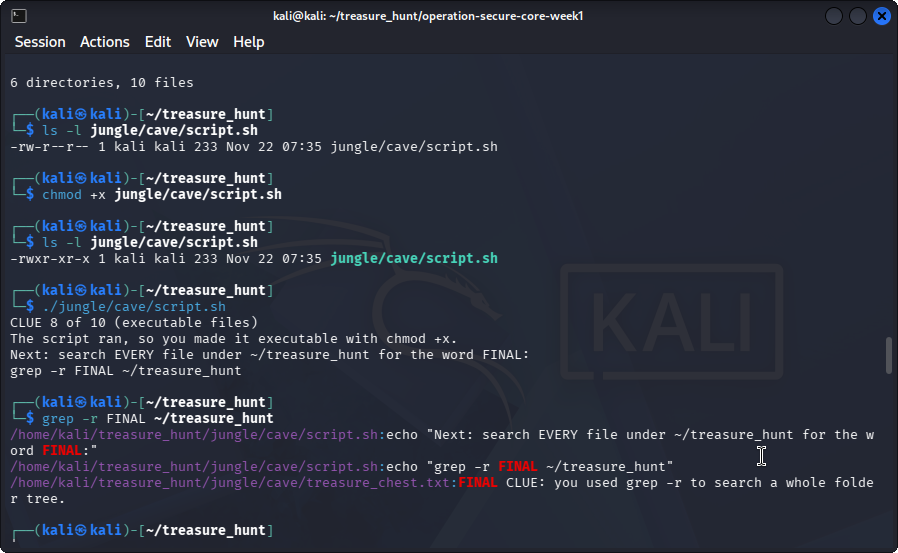 kali@kali: ~/treasure_hunt/operation-secure-core-week1
Session Actions Edit View Help
6 directories, 10 files
┌──(kali㉿kali)-[~/treasure_hunt]
└─$ ls -l jungle/cave/script.sh
-rw-r--r-- 1 kali kali 233 Nov 22 07:35 jungle/cave/script.sh
┌──(kali㉿kali)-[~/treasure_hunt]
└─$ chmod +x jungle/cave/script.sh
┌──(kali㉿kali)-[~/treasure_hunt]
└─$ ls -l jungle/cave/script.sh
-rwxr-xr-x 1 kali kali 233 Nov 22 07:35 jungle/cave/script.sh
┌──(kali㉿kali)-[~/treasure_hunt]
└─$ ./jungle/cave/script.sh
CLUE 8 of 10 (executable files)
The script ran, so you made it executable with chmod +x.
Next: search EVERY file under ~/treasure_hunt for the word FINAL:
grep -r FINAL ~/treasure_hunt
┌──(kali㉿kali)-[~/treasure_hunt]
└─$ grep -r FINAL ~/treasure_hunt
/home/kali/treasure_hunt/jungle/cave/script.sh:echo "Next: search EVERY file under ~/treasure_hunt for the w
ord FINAL:"
/home/kali/treasure_hunt/jungle/cave/script.sh:echo "grep -r FINAL ~/treasure_hunt"
/home/kali/treasure_hunt/jungle/cave/treasure_chest.txt:FINAL CLUE: you used grep -r to search a whole folde
r tree.
┌──(kali㉿kali)-[~/treasure_hunt]
KALI